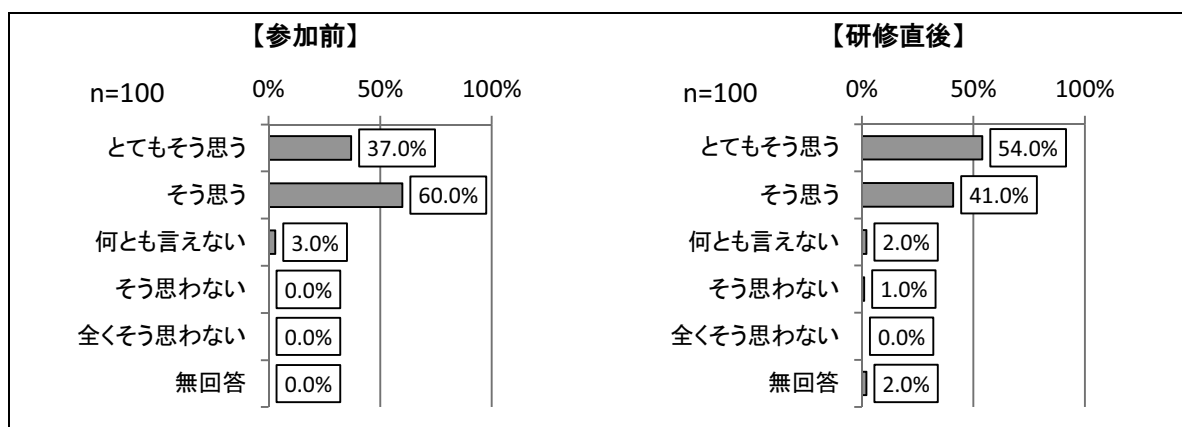 【参加前】
n=100
0% 50% 100%
とてもそう思う 37.0%
そう思う 60.0%
何とも言えない 3.0%
そう思わない 0.0%
全くそう思わない 0.0%
無回答 0.0%
【研修直後】
n=100
0% 50% 100%
とてもそう思う 54.0%
そう思う 41.0%
何とも言えない 2.0%
そう思わない 1.0%
全くそう思わない 0.0%
無回答 2.0%